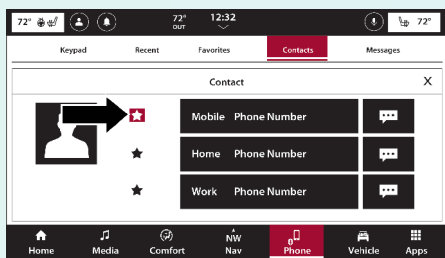 72° 72° OUT 12:32 72°
Keypad Recent Favorites Contacts Messages
Contact X
Mobile Phone Number
Home Phone Number
Work Phone Number
NW
0
Home Media Comfort Nav Phone Vehicle Apps